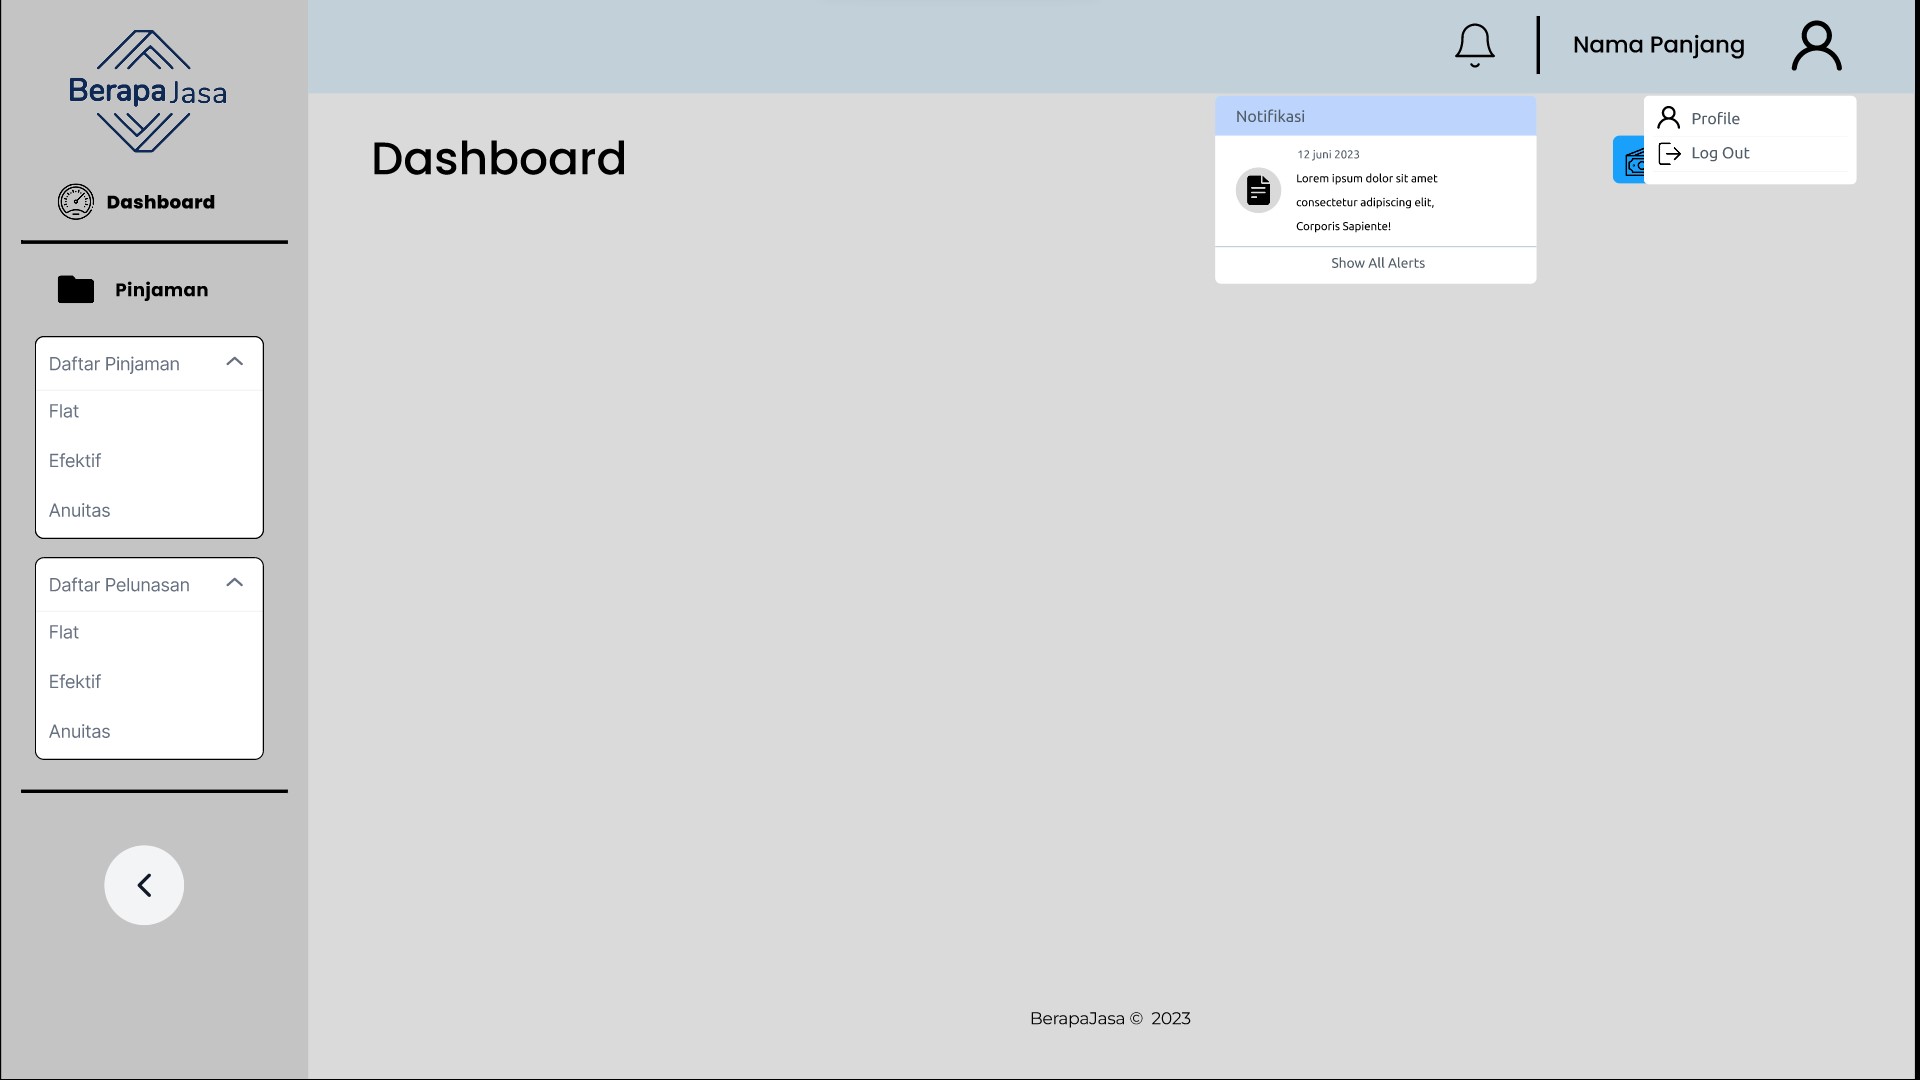 BerapaJasa
Dashboard
Pinjaman
Daftar Pinjaman
Flat
Efektif
Anuitas
Daftar Pelunasan
Flat
Efektif
Anuitas
Nama Panjang
Dashboard
Notifikasi
12 juni 2023
Lorem ipsum dolor sit amet
consectetur adipiscing elit,
Corporis Sapiente!
Show All Alerts
Profile
Log Out
BerapaJasa © 2023